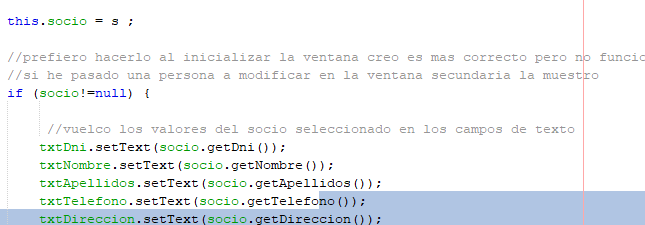 this.socio = s ;
//prefiero hacerlo al inicializar la ventana creo es mas correcto pero no funcio
//si he pasado una persona a modificar en la ventana secundaria la muestro
if (socio!=null) {
//vuelco los valores del socio seleccionado en los campos de texto
txtDni.setText(socio.getDni());
txtNombre.setText(socio.getNombre());
txtApellidos.setText(socio.getApellidos());
txtTelefono.setText(socio.getTelefono());
txtDireccion.setText(socio.getDireccion());